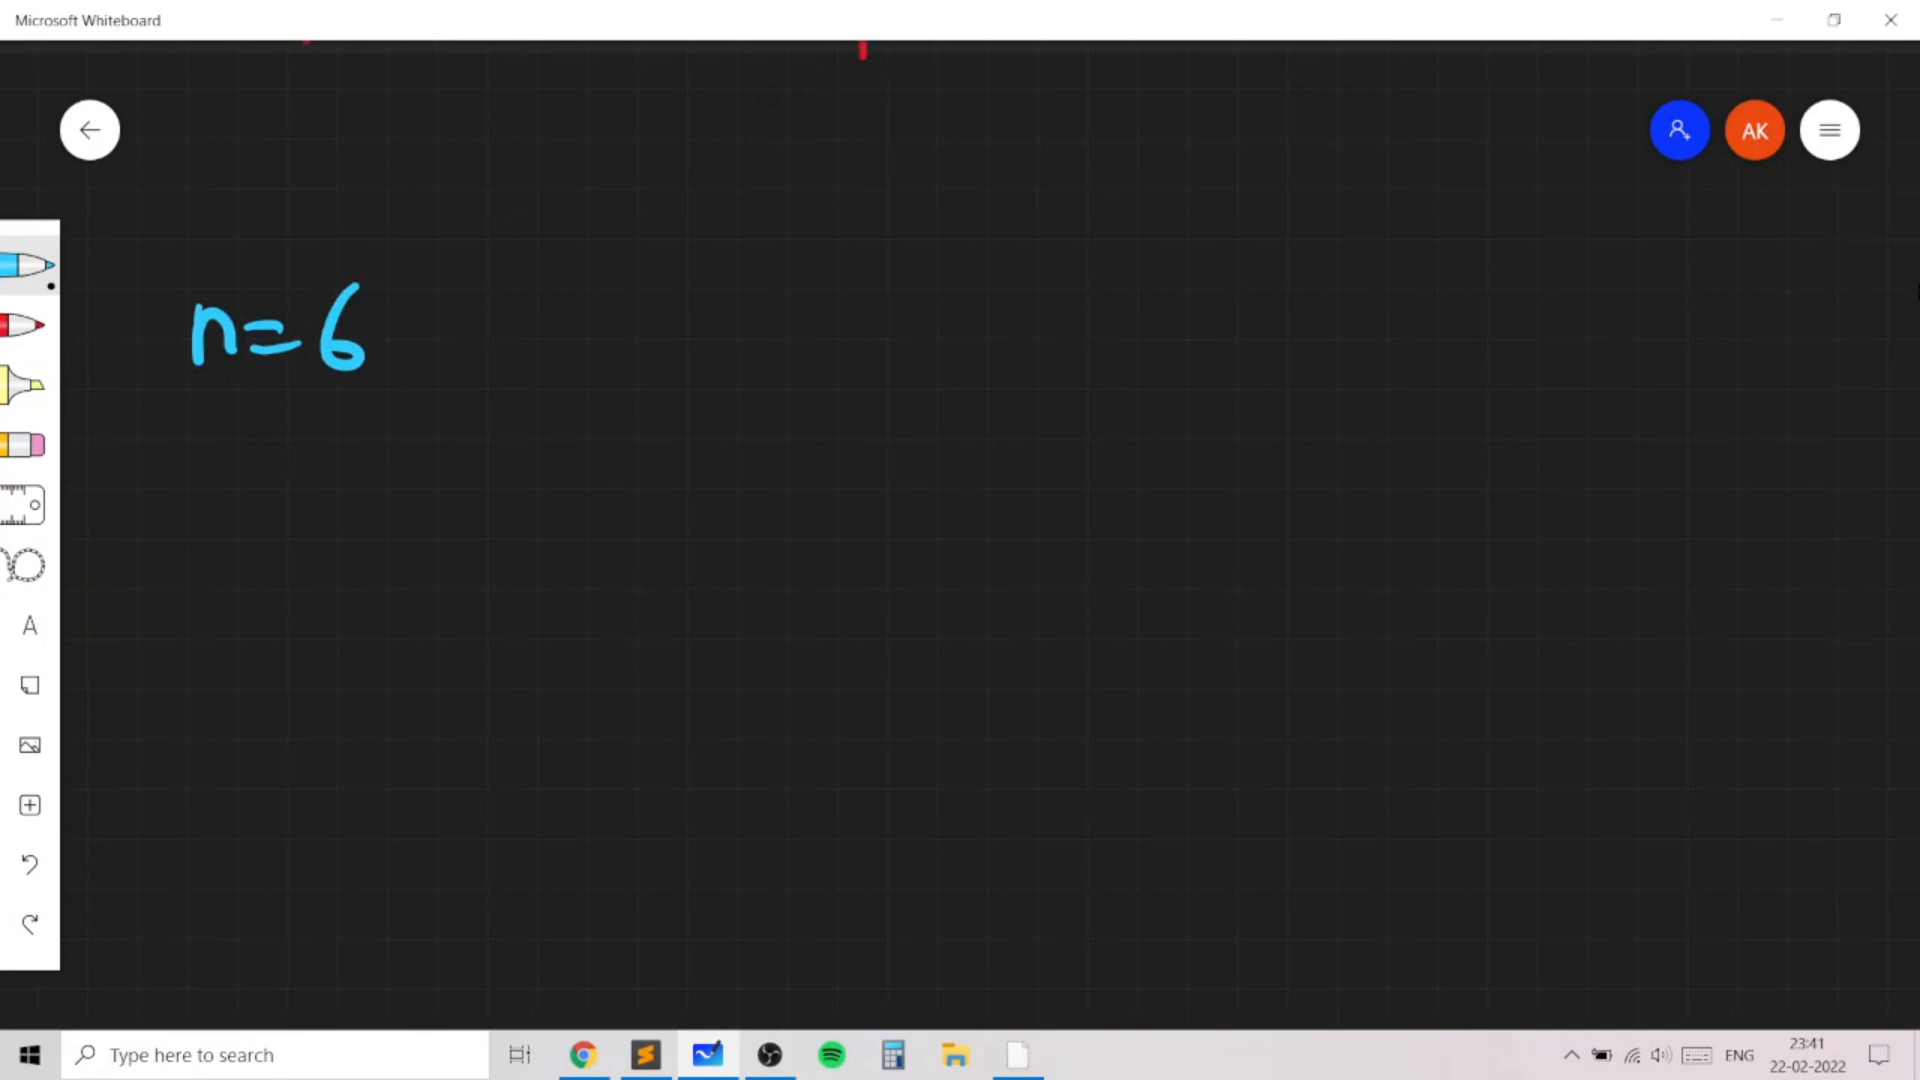 Microsoft Whiteboard
AK
n=6
A
Type here to search
ENG
23:41
22-02-2022